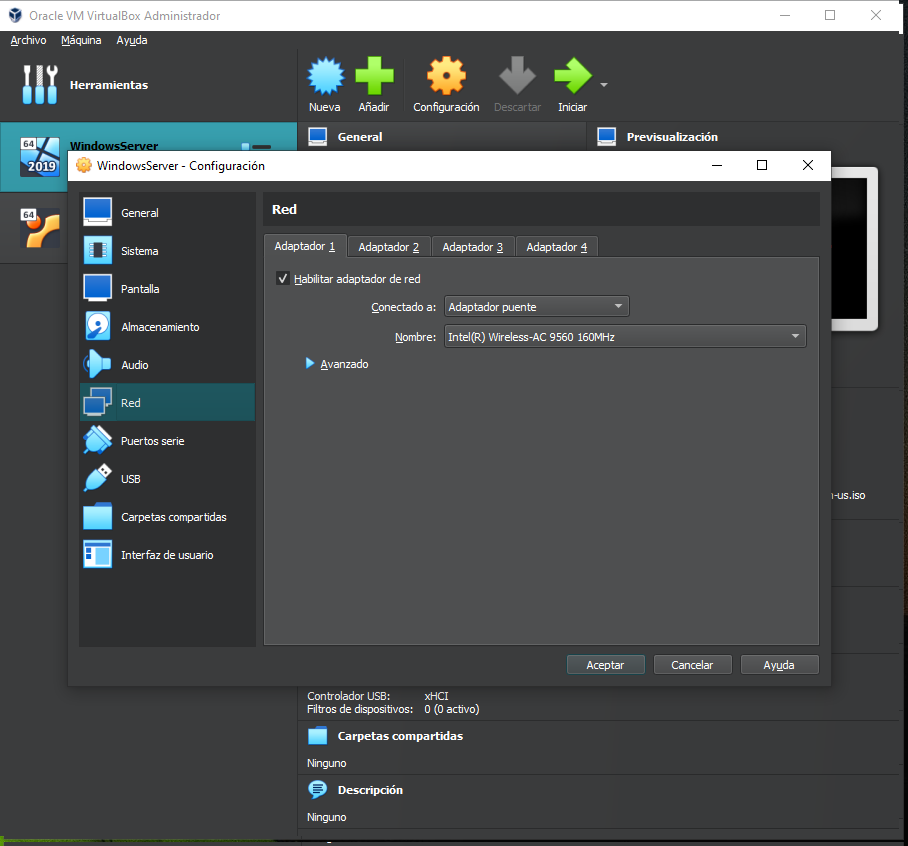 Oracle VM VirtualBox Administrador
Archivo Máquina Ayuda
Herramientas
Nueva Añadir Configuración Descartar Iniciar
64 2019 WindowsServer
General
Previsualización
WindowsServer - Configuración
64
General
Sistema
Pantalla
Almacenamiento
Audio
Red
Puertos serie
USB
Carpetas compartidas
Interfaz de usuario
Red
Adaptador 1 Adaptador 2 Adaptador 3 Adaptador 4
Habilitar adaptador de red
Conectado a: Adaptador puente
Nombre: Intel(R) Wireless-AC 9560 160MHz
Avanzado
n-us.iso
Aceptar Cancelar Ayuda
Controlador USB: xHCI
Filtros de dispositivos: 0 (0 activo)
Carpetas compartidas
Ninguno
Descripción
Ninguno